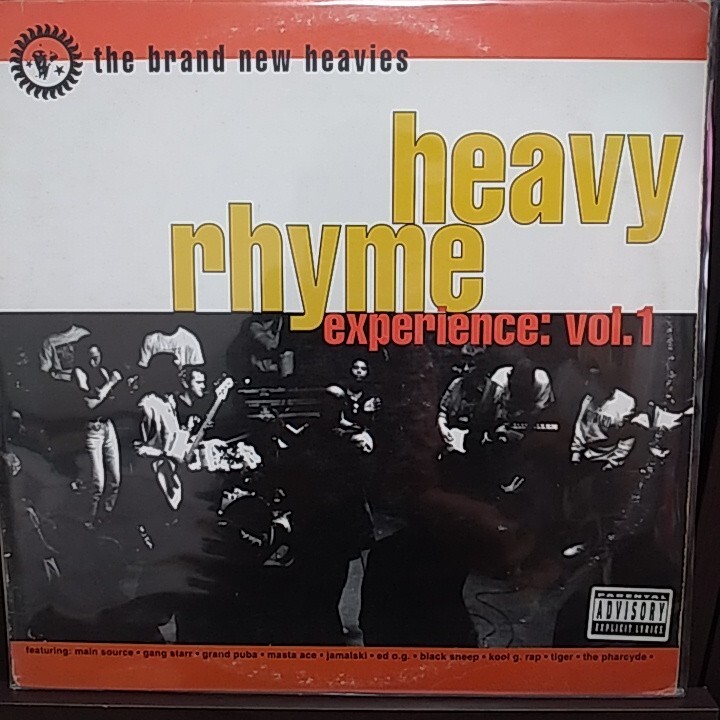 the brand new heavies
heavy
rhyme
experience: vol.1
PARENTAL
ADVISORY
EXPLICIT LYRICS
featuring: main source • gang starr • grand puba • masta ace • jamalski • ed o.g. • black sheep • kool g. rap • tiger • the pharcyde •